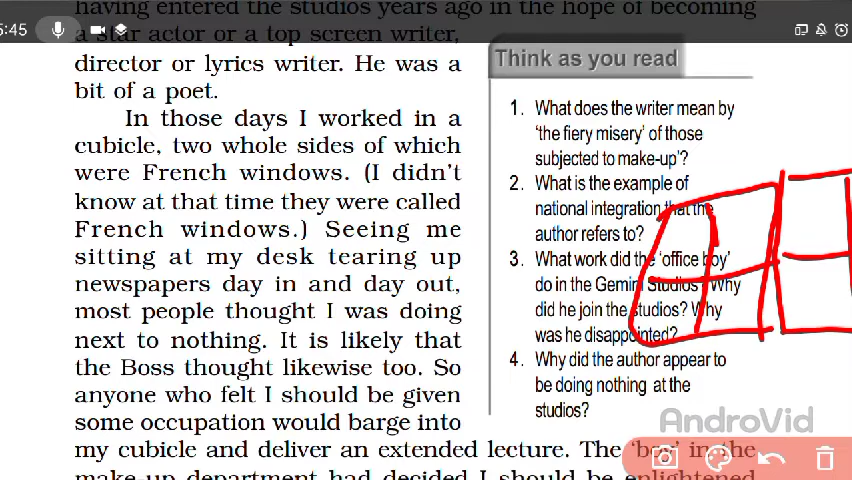 5:45
having entered the studios years ago in the hope of becoming
a star actor or a top screen writer,
director or lyrics writer. He was a
bit of a poet.
In those days I worked in a
cubicle, two whole sides of which
were French windows. (I didn't
know at that time they were called
French windows.) Seeing me
sitting at my desk tearing up
newspapers day in and day out,
most people thought I was doing
next to nothing. It is likely that
the Boss thought likewise too. So
anyone who felt I should be given
some occupation would barge into
my cubicle and deliver an extended lecture. The 'boy' in the
make-up department had decided I should be enlightened
Think as you read
1. What does the writer mean by
'the fiery misery' of those
subjected to make-up'?
2. What is the example of
national integration that the
author refers to?
3. What work did the 'office boy'
do in the Gemini Studios? Why
did he join the studios? Why
was he disappointed?
4. Why did the author appear to
be doing nothing at the
studios?
AndroVid